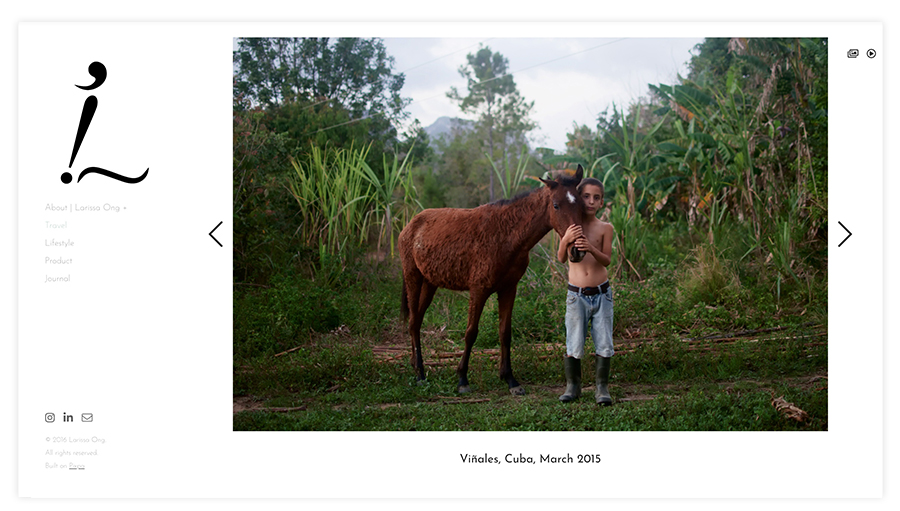 About | Larissa Ong +
Travel
Lifestyle
Product
Journal
© 2016 Larissa Ong.
All rights reserved.
Built on
Viñales, Cuba, March 2015